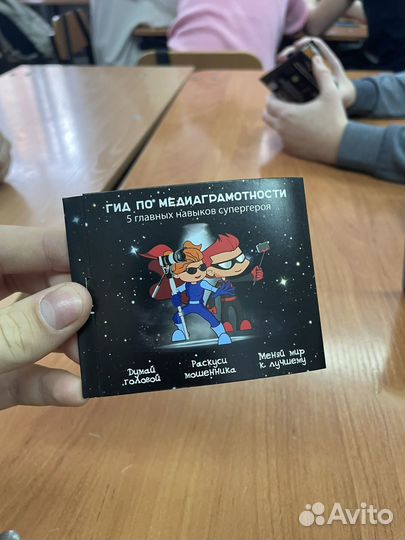 ГИД ПО МЕДИАГРАМОТНОСТИ
5 главных навыков супергероя
Думай головой
Раскуси мошенника
Меняй мир к лучшему
Avito